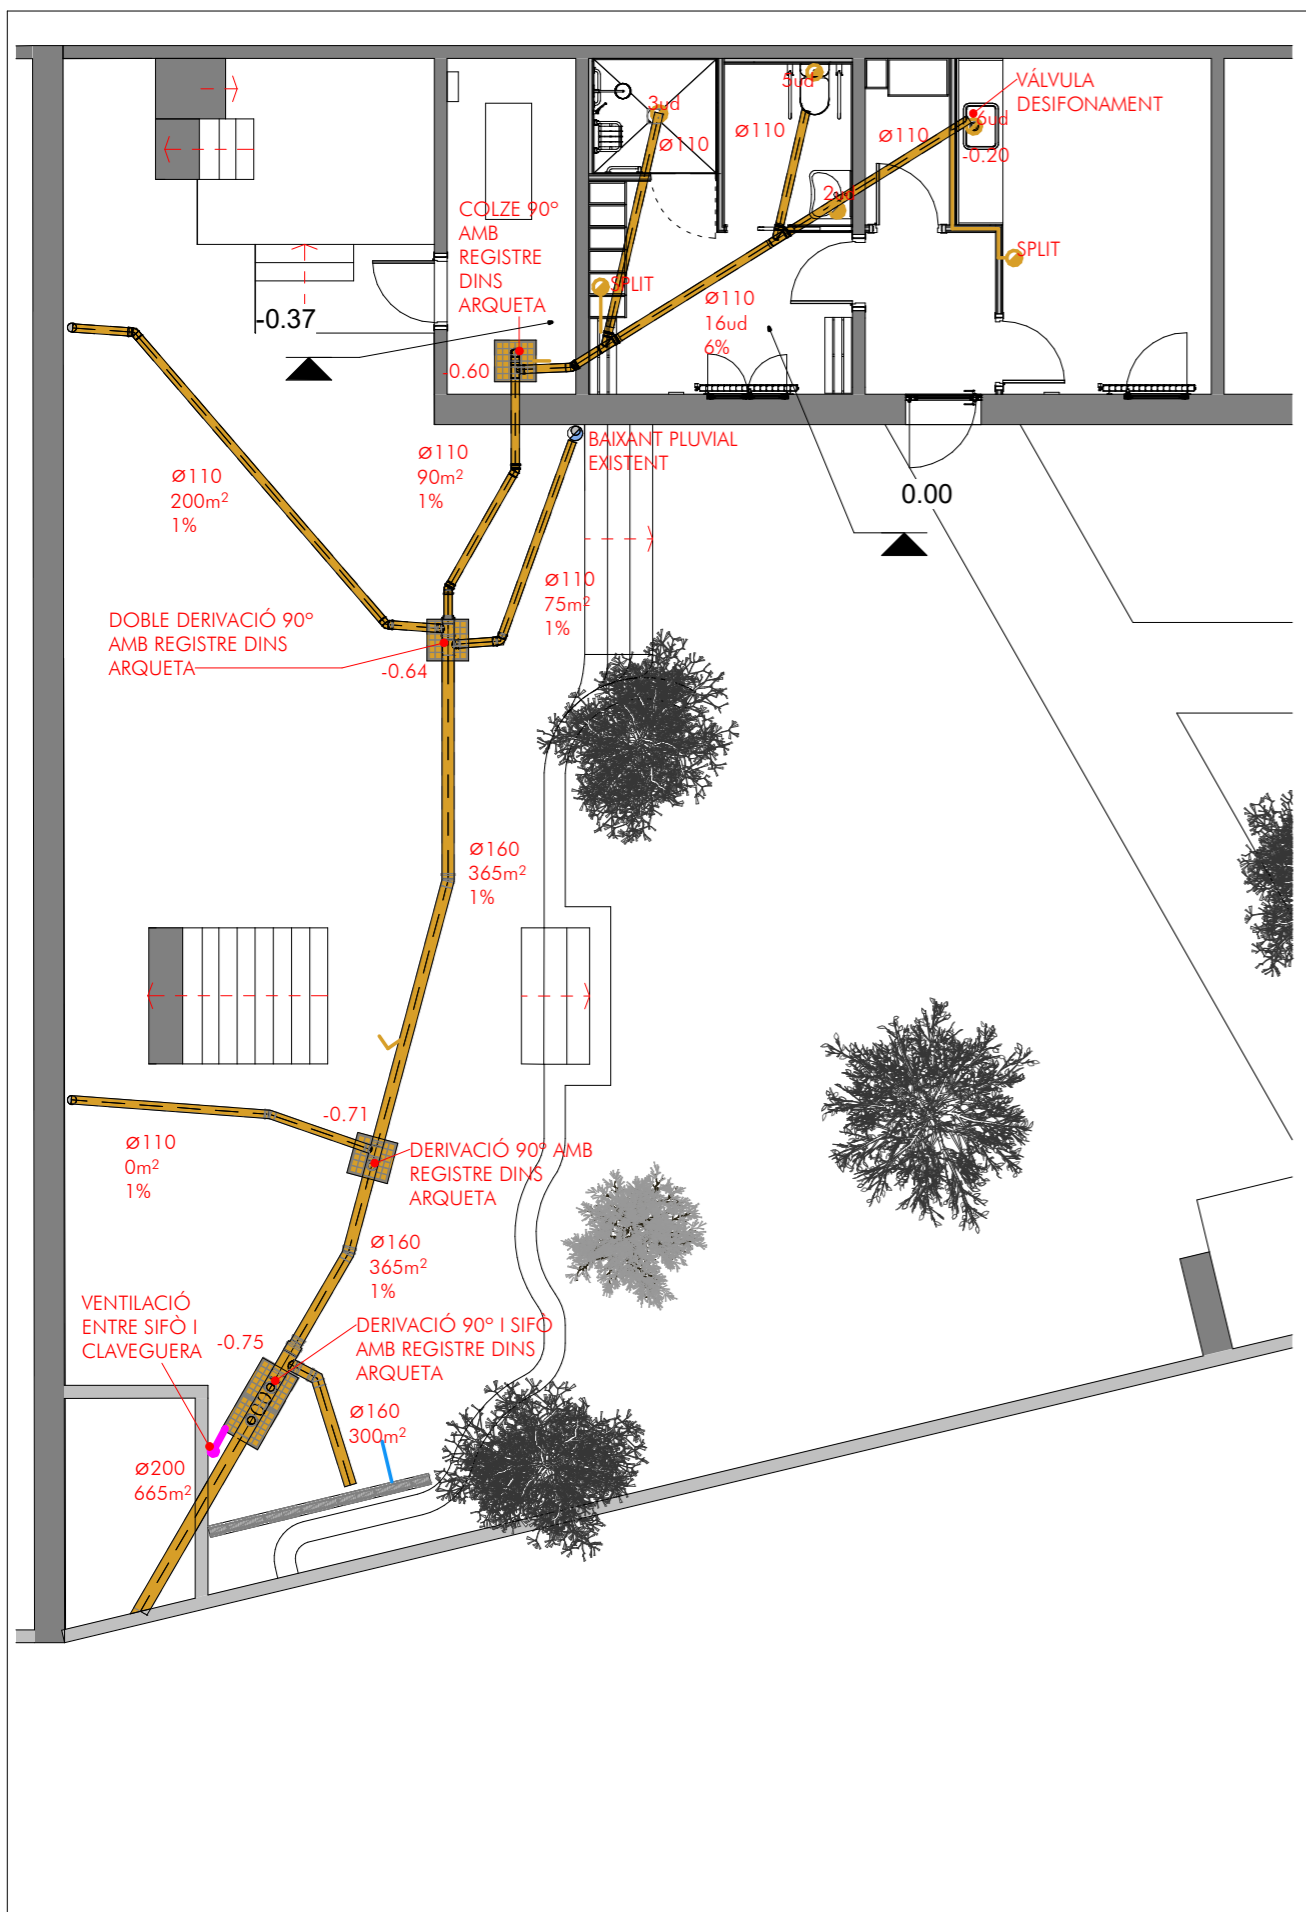 VÁLVULA
DESIFONAMENT
5ud
3ud
6ud
Ø110
Ø110
Ø110
-0.20
2ud
COLZE 90º
AMB
REGISTRE
DINS
ARQUETA
SPLIT
SPLIT
Ø110
16ud
6%
-0.37
-0.60
BAIXANT PLUVIAL
EXISTENT
Ø110
90m²
1%
Ø110
200m²
1%
0.00
Ø110
75m²
1%
DOBLE DERIVACIÓ 90º
AMB REGISTRE DINS
ARQUETA
-0.64
Ø160
365m²
1%
-0.71
Ø110
0m²
1%
DERIVACIÓ 90º AMB
REGISTRE DINS
ARQUETA
Ø160
365m²
1%
VENTILACIÓ
ENTRE SIFÒ I
CLAVEGUERA
-0.75
DERIVACIÓ 90º I SIFÒ
AMB REGISTRE DINS
ARQUETA
Ø160
300m²
Ø200
665m²